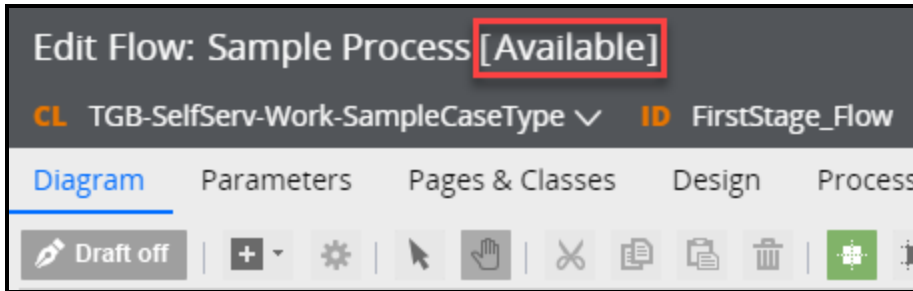 Edit Flow: Sample Process [Available]
CL TGB-SelfServ-Work-SampleCaseType ID FirstStage_Flow
Diagram Parameters Pages & Classes Design Process
Draft off